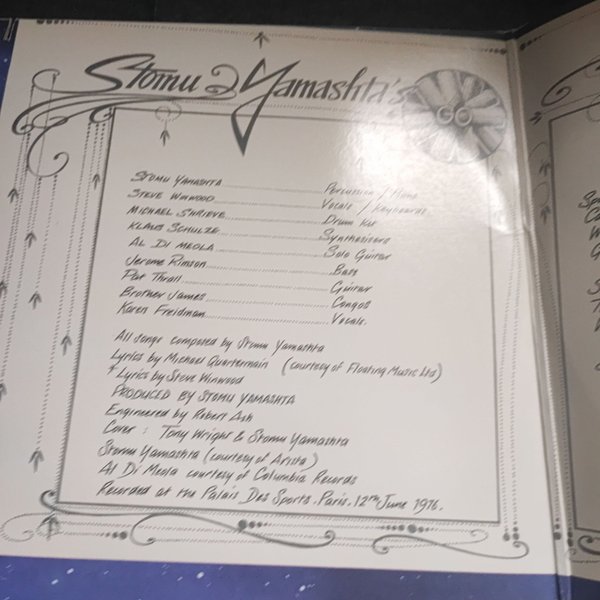 Stomu Yamashta's
GO
Stomu Yamashta Percussion / Piano
Steve Winwood Vocals / Keyboards
Michael Shrieve Drum Kit
Klaus Schulze Synthesisers
Al Di Meola Solo Guitar
Jerome Rimson Bass
Pat Thrall Guitar
Brother James Congos
Karen Freidman Vocals.
All songs composed by Stomu Yamashta
Lyrics by Michael Quartermain (courtesy of Floating Music Ltd)
* Lyrics by Steve Winwood
PRODUCED BY STOMU YAMASHTA
Engineered by Robert Ash
Cover : Tony Wright & Stomu Yamashta
Stomu Yamashta (courtesy of Arista)
Al Di Meola courtesy of Columbia Records
Recorded at the Palais Des Sports, Paris, 12th June 1976.